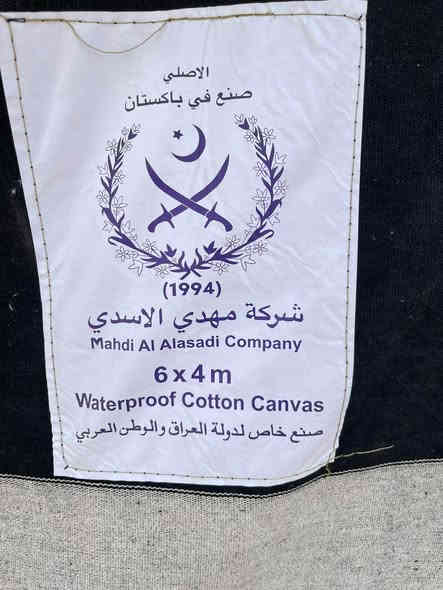 الاصلي
صنع في باكستان
(1994)
شركة مهدي الاسدي
Mahdi Al Alasadi Company
6x4m
Waterproof Cotton Canvas
صنع خاص لدولة العراق والوطن العربي